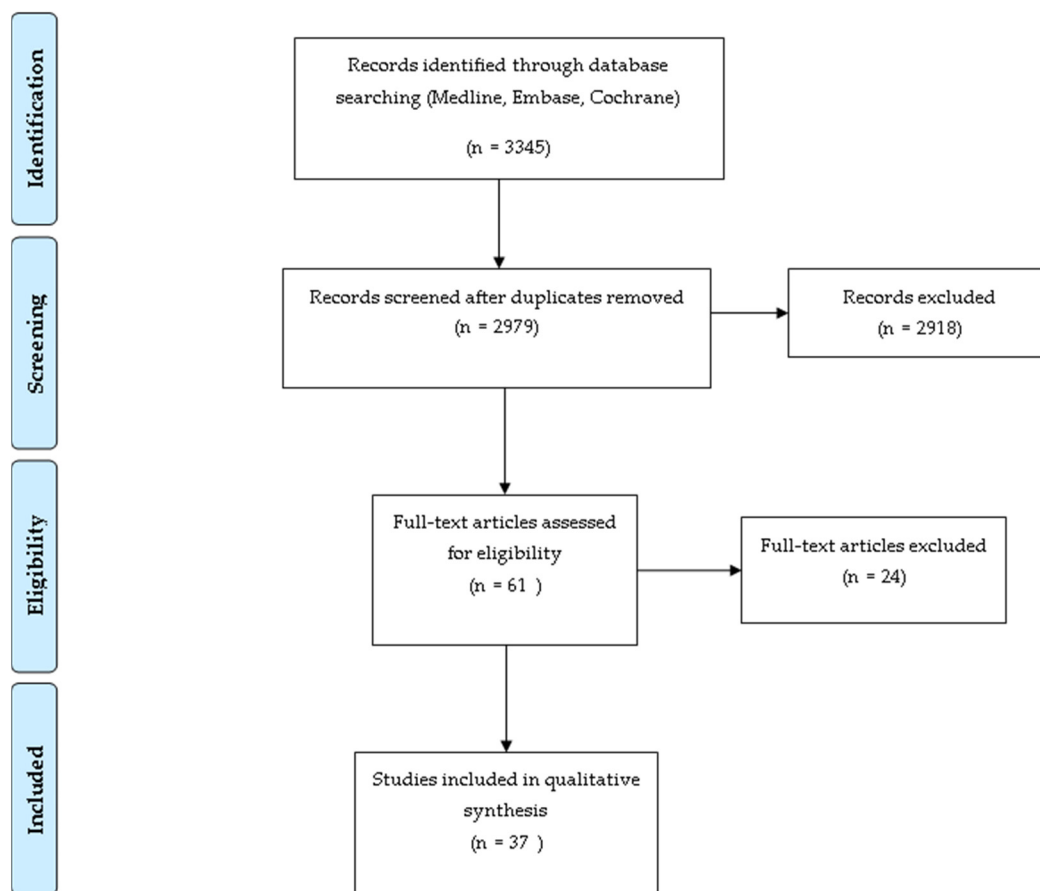 Identification
Records identified through database
searching (Medline, Embase, Cochrane)
(n = 3345)
Screening
Records screened after duplicates removed
(n = 2979)
Records excluded
(n = 2918)
Eligibility
Full-text articles assessed
for eligibility
(n = 61 )
Full-text articles excluded
(n = 24)
Included
Studies included in qualitative
synthesis
(n = 37 )